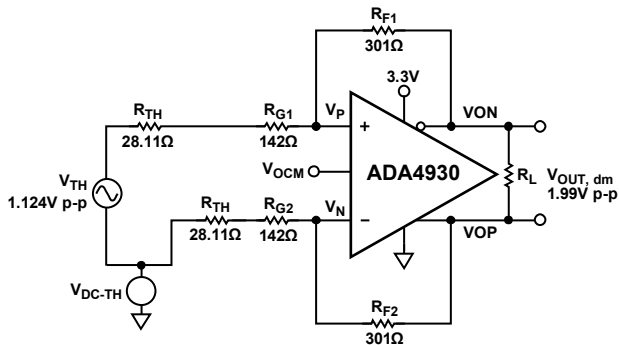 RF1
301Ω
3.3V
RTH
28.11Ω
RG1
142Ω
VP
VON
+
VOCM
ADA4930
RL
VOUT, dm
1.99V p-p
VTH
1.124V p-p
RTH
28.11Ω
RG2
142Ω
VN
–
VOP
VDC-TH
RF2
301Ω